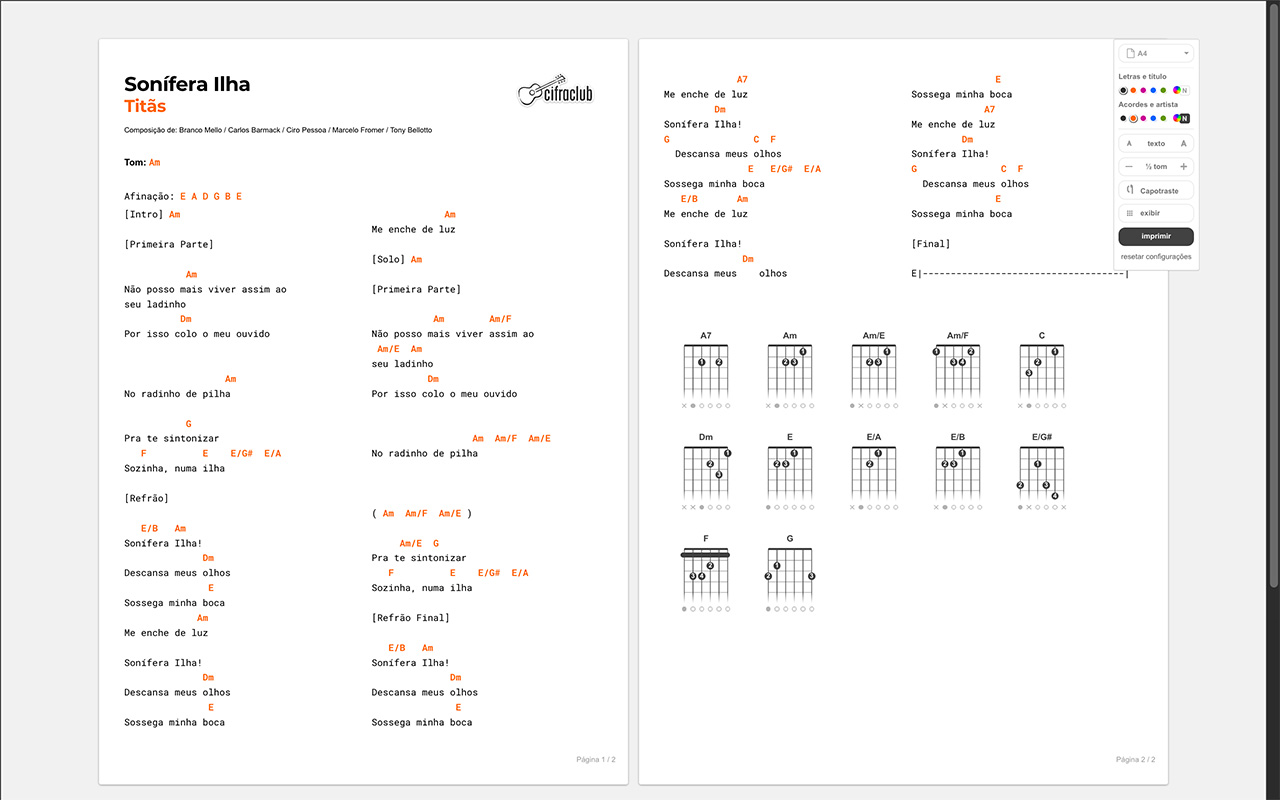 Sonífera Ilha
Titãs
cifraclub
Composição de: Branco Mello / Carlos Barmack / Ciro Pessoa / Marcelo Fromer / Tony Bellotto
Tom: Am
Afinação: E A D G B E
[Intro] Am
[Primeira Parte]
Am
Não posso mais viver assim ao
seu ladinho
Dm
Por isso colo o meu ouvido
Am
No radinho de pilha
G
Pra te sintonizar
F E E/G# E/A
Sozinha, numa ilha
[Refrão]
E/B Am
Sonífera Ilha!
Dm
Descansa meus olhos
E
Sossega minha boca
Am
Me enche de luz
Sonífera Ilha!
Dm
Descansa meus olhos
E
Sossega minha boca
Am
Me enche de luz
[Solo] Am
[Primeira Parte]
Am Am/F
Não posso mais viver assim ao
Am/E Am
seu ladinho
Dm
Por isso colo o meu ouvido
Am Am/F Am/E
No radinho de pilha
( Am Am/F Am/E )
Am/E G
Pra te sintonizar
F E E/G# E/A
Sozinha, numa ilha
[Refrão Final]
E/B Am
Sonífera Ilha!
Dm
Descansa meus olhos
E
Sossega minha boca
Página 1 / 2
A7
Me enche de luz
Dm
Sonífera Ilha!
G C F
Descansa meus olhos
E E/G# E/A
Sossega minha boca
E/B Am
Me enche de luz
Sonífera Ilha!
Dm
Descansa meus olhos
E
Sossega minha boca
A7
Me enche de luz
Dm
Sonífera Ilha!
G C F
Descansa meus olhos
E
Sossega minha boca
[Final]
E|------------------------------------|
A7 Am Am/E Am/F C
Dm E E/A E/B E/G#
F G
Página 2 / 2
A4
Letras e título
N
Acordes e artista
N
A texto A
− ½ tom +
Capotraste
exibir
imprimir
resetar configurações